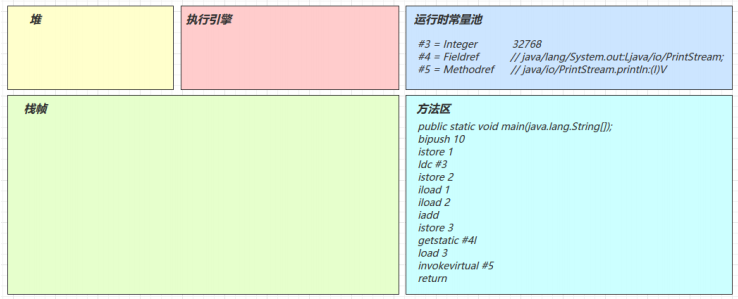 堆
执行引擎
运行时常量池
#3 = Integer 32768
#4 = Fieldref // java/lang/System.out:Ljava/io/PrintStream;
#5 = Methodref // java/io/PrintStream.println:(I)V
栈帧
方法区
public static void main(java.lang.String[]);
bipush 10
istore 1
ldc #3
istore 2
iload 1
iload 2
iadd
istore 3
getstatic #4I
load 3
invokevirtual #5
return